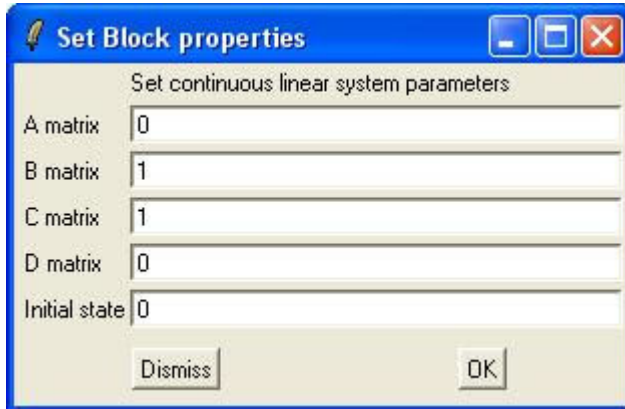 Set Block properties
Set continuous linear system parameters
A matrix 0
B matrix 1
C matrix 1
D matrix 0
Initial state 0
Dismiss OK